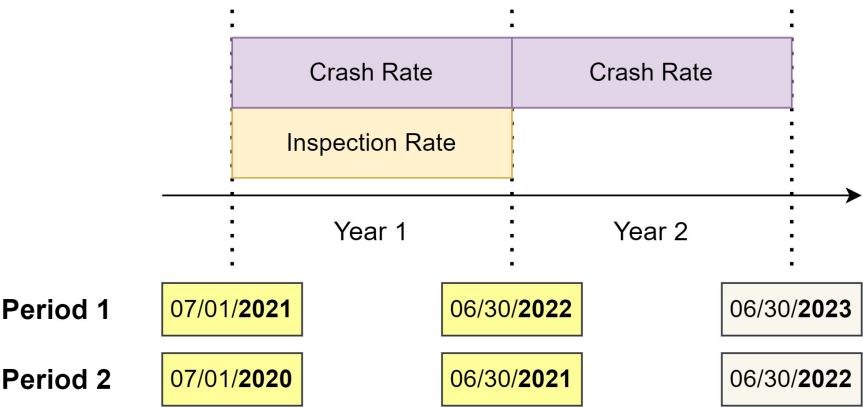 Crash Rate Crash Rate
Inspection Rate
Year 1 Year 2
Period 1 07/01/2021 06/30/2022 06/30/2023
Period 2 07/01/2020 06/30/2021 06/30/2022